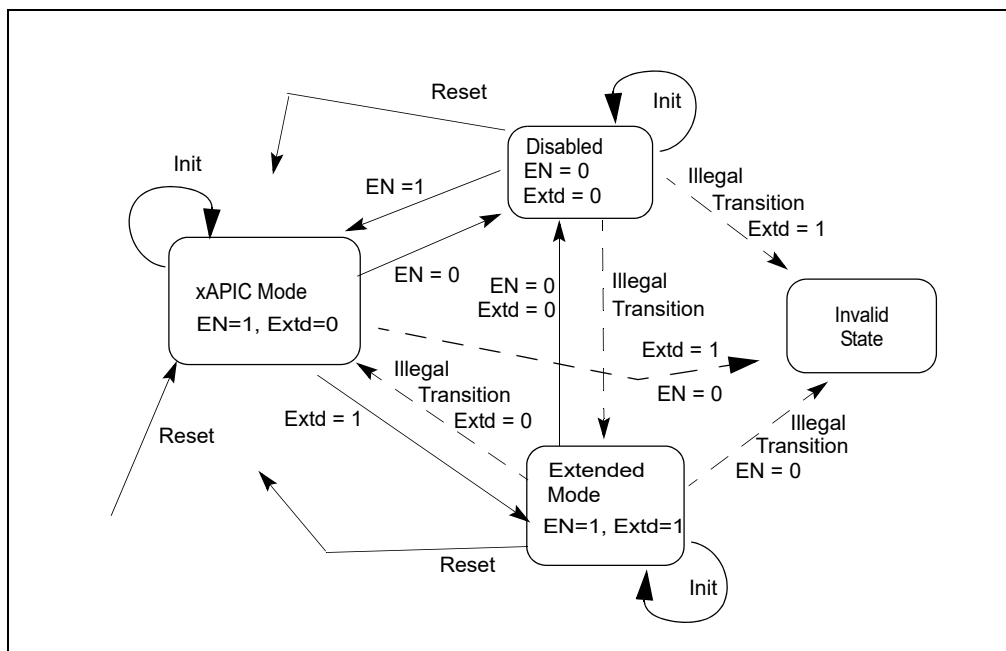 Reset
Init
Disabled
EN = 0
Extd = 0
Illegal
Transition
Extd = 1
Init
EN =1
EN = 0
xAPIC Mode
EN=1, Extd=0
EN = 0
Extd = 0
Illegal
Transition
Invalid
State
Extd = 1
EN = 0
Illegal
Transition
Extd = 0
Extd = 1
Reset
Illegal
Transition
EN = 0
Extended
Mode
EN=1, Extd=1
Reset
Init